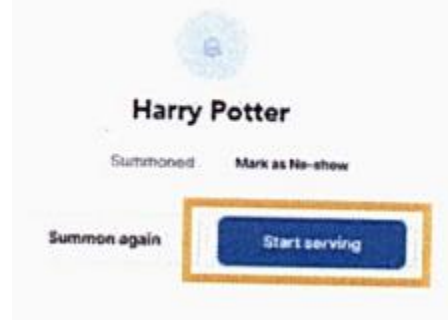 Harry Potter
Summoned Mark as No-show
Summon again Start serving